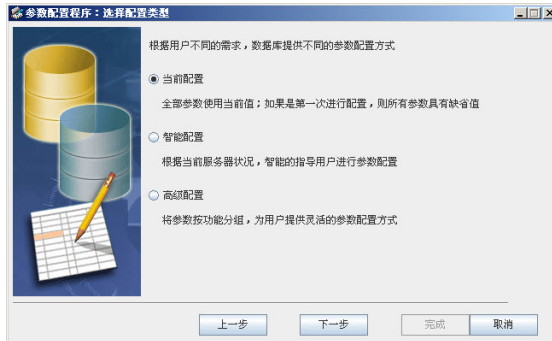 参数配置程序：选择配置类型
根据用户不同的需求，数据库提供不同的参数配置方式
当前配置
全部参数使用当前值；如果是第一次进行配置，则所有参数具有缺省值
智能配置
根据当前服务器状况，智能的指导用户进行参数配置
高级配置
将参数按功能分组，为用户提供灵活的参数配置方式
上一步 下一步 完成 取消